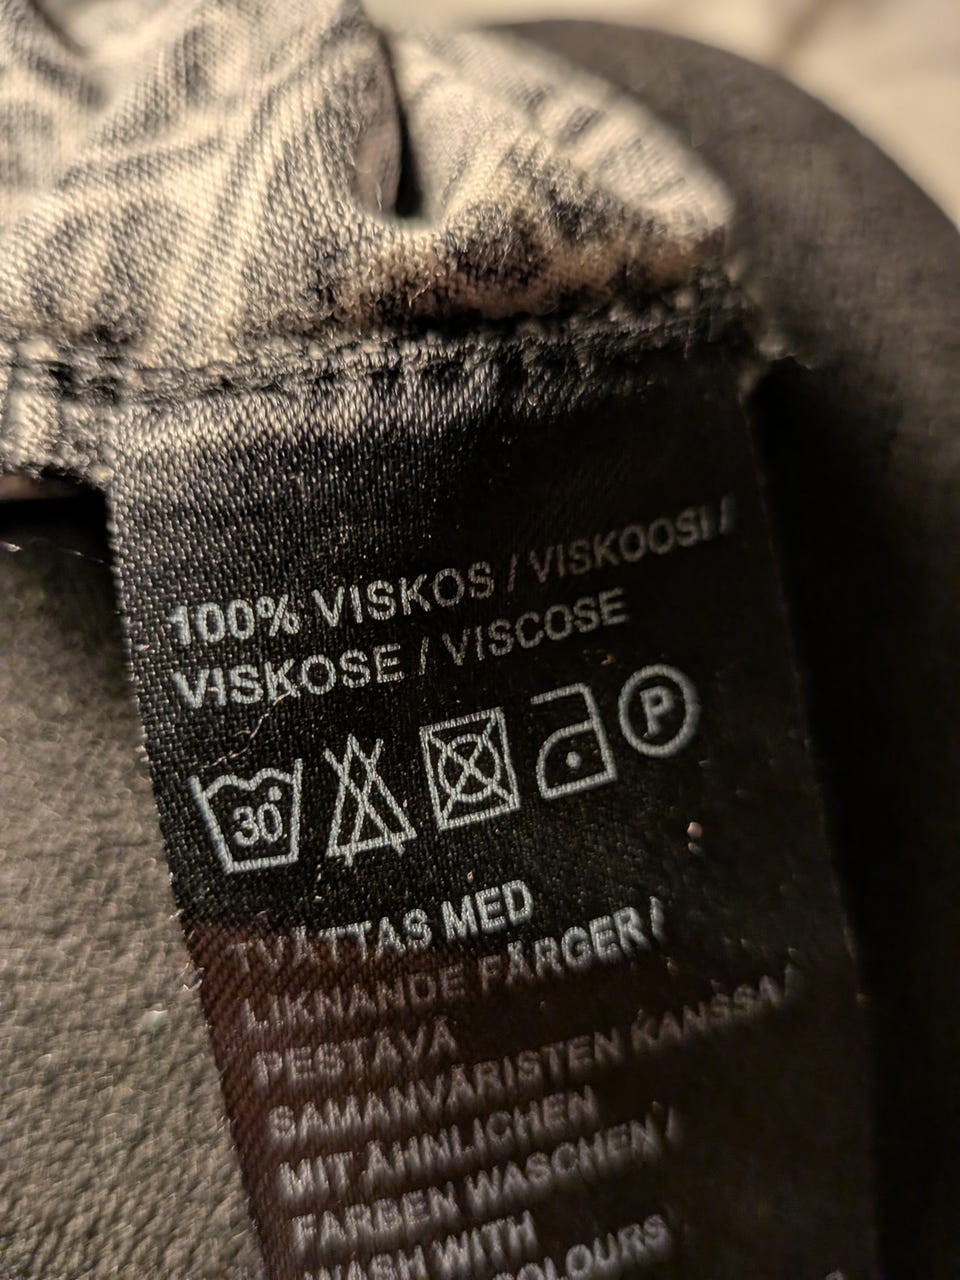 100% VISKOS / VISKOOSI /
VISKOSE / VISCOSE
30°
P
TVÄTTAS MED
LIKNANDE FÄRGER /
PESTÄVÄ
SAMANVÄRISTEN KANSSA /
MIT ÄHNLICHEN
FARBEN WASCHEN /
WASH WITH
COLOURS